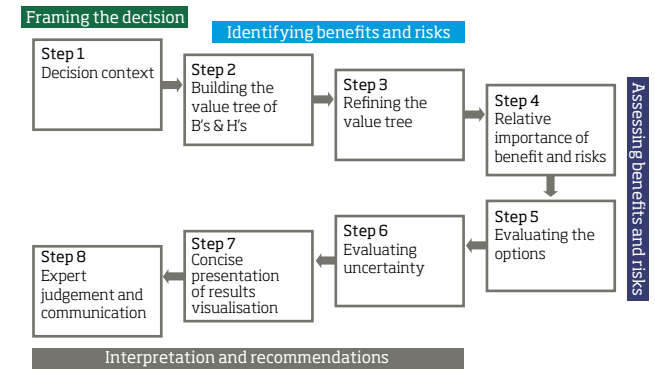 Framing the decision
Identifying benefits and risks
Step 1
Decision context
Step 2
Building the
value tree of
B's & H's
Step 3
Refining the
value tree
Step 4
Relative
importance of
benefit and risks
Assessing benefits and risks
Step 5
Evaluating the
options
Step 6
Evaluating
uncertainty
Step 7
Concise
presentation
of results
visualisation
Step 8
Expert
judgement and
communication
Interpretation and recommendations